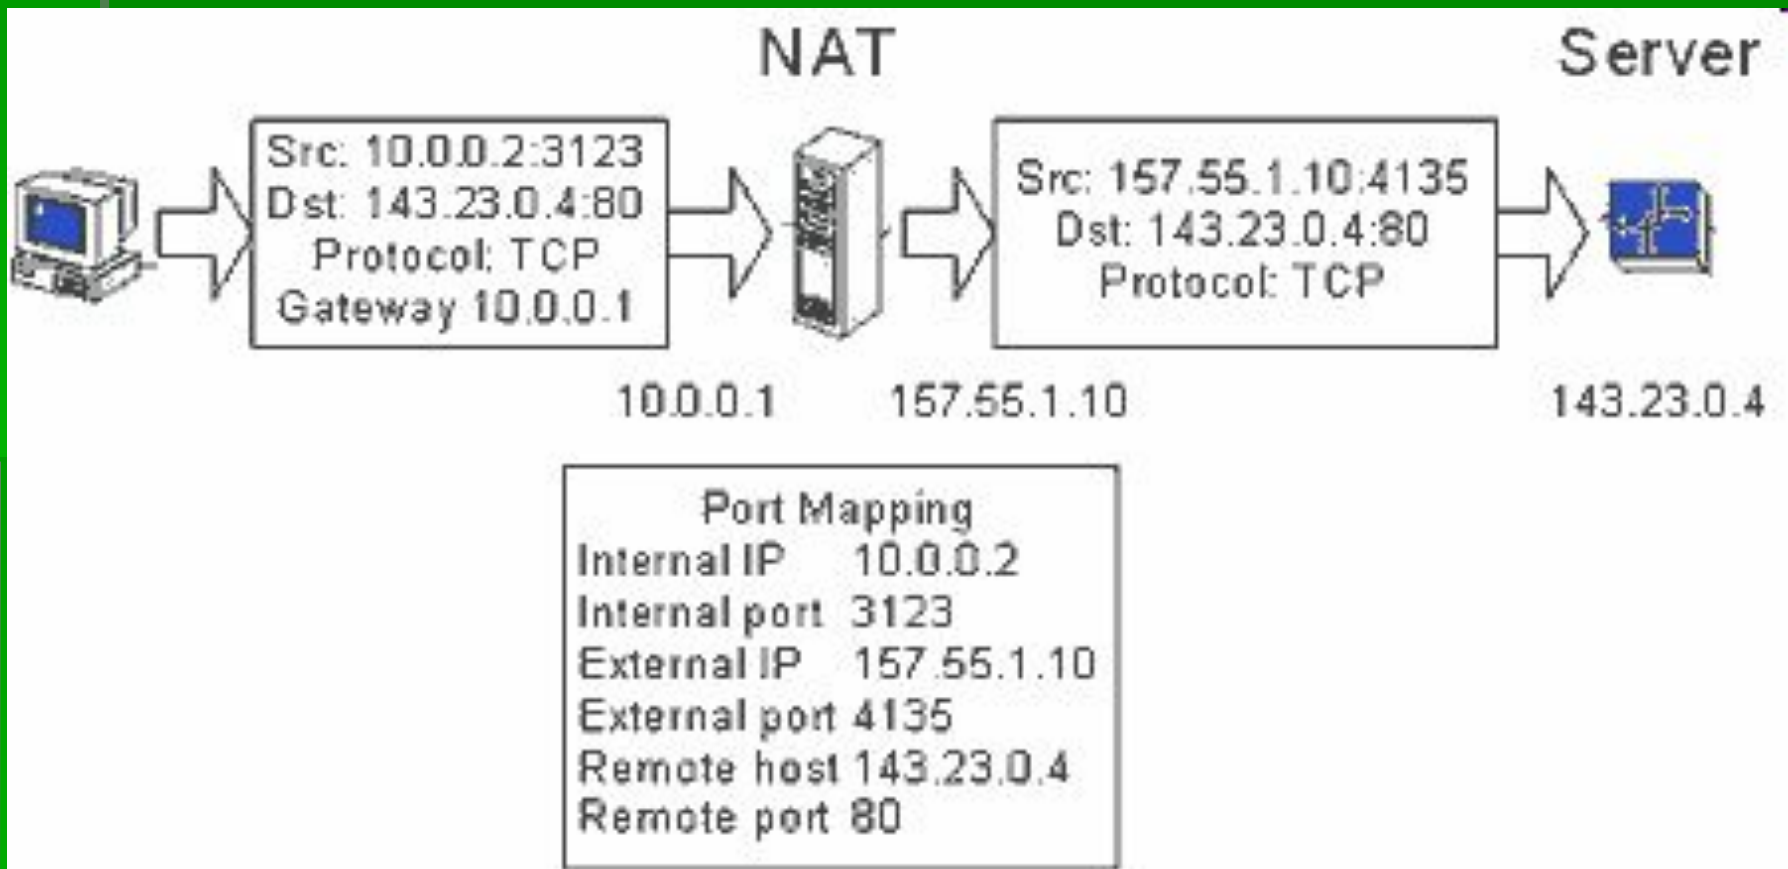 NAT
Server
Src: 10.0.0.2:3123
Dst: 143.23.0.4:80
Protocol: TCP
Gateway 10.0.0.1
Src: 157.55.1.10:4135
Dst: 143.23.0.4:80
Protocol: TCP
10.0.0.1
157.55.1.10
143.23.0.4
Port Mapping
Internal IP 10.0.0.2
Internal port 3123
External IP 157.55.1.10
External port 4135
Remote host 143.23.0.4
Remote port 80